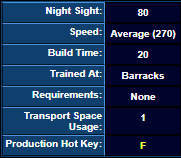 Night Sight: 80
Speed: Average (270)
Build Time: 20
Trained At: Barracks
Requirements: None
Transport Space
Usage: 1
Production Hot Key: F